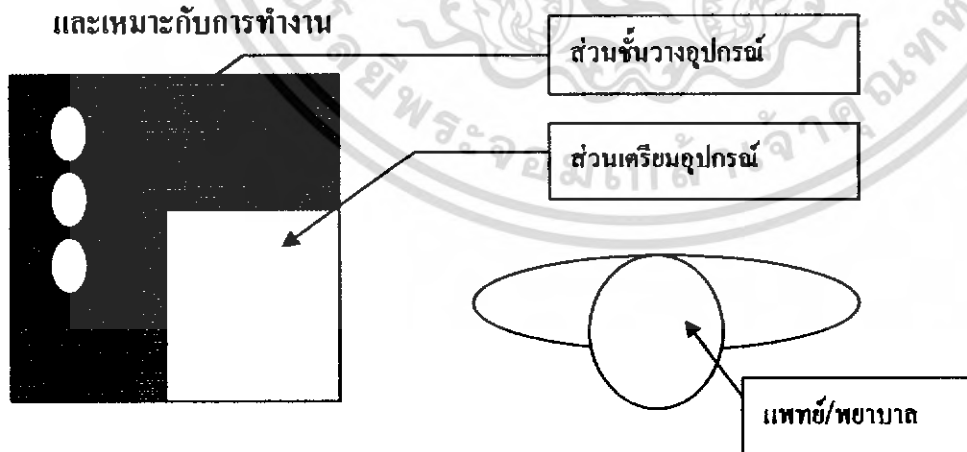 และเหมาะกับการทำงาน
ส่วนชั้นวางอุปกรณ์
ส่วนเตรียมอุปกรณ์
แพทย์/พยาบาล